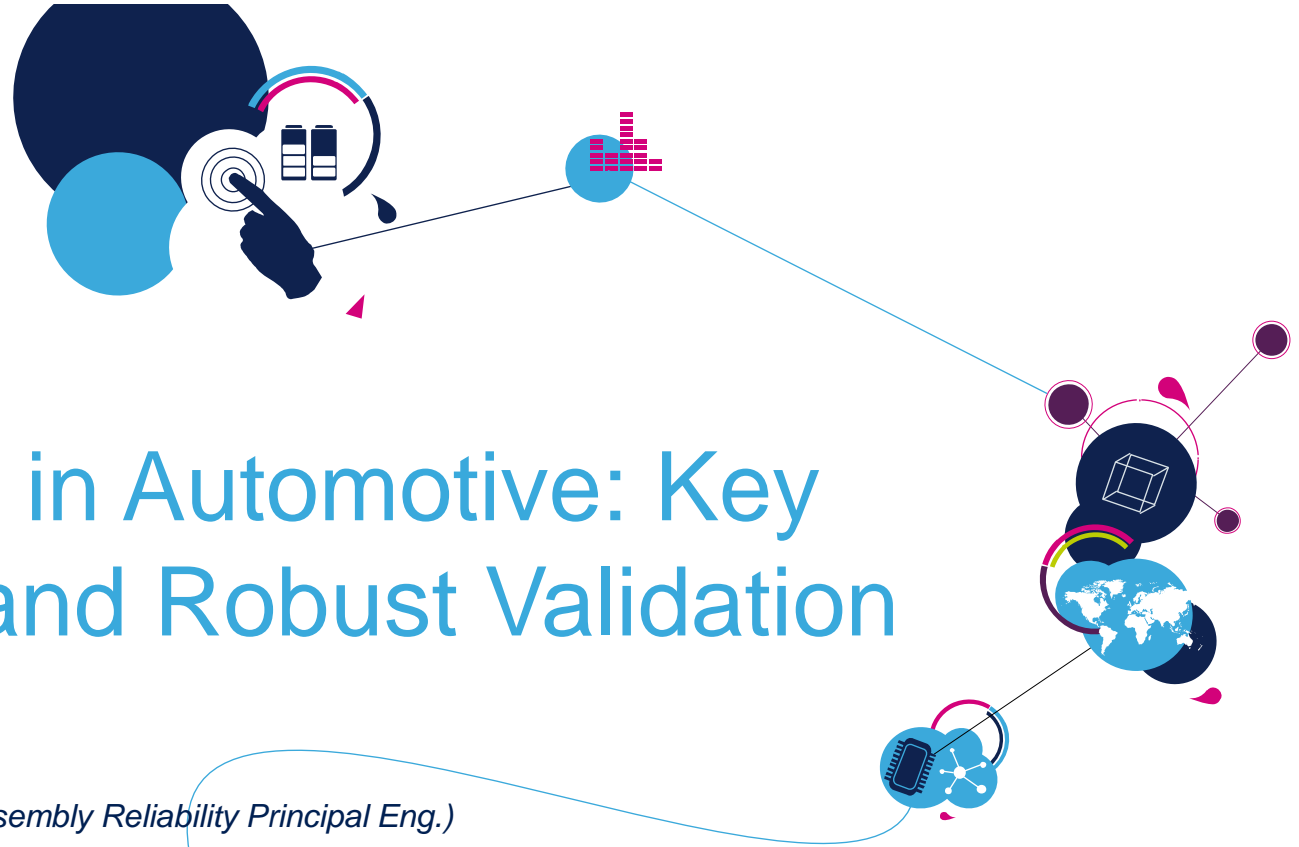 in Automotive: Key
and Robust Validation
sembly Reliability Principal Eng.)